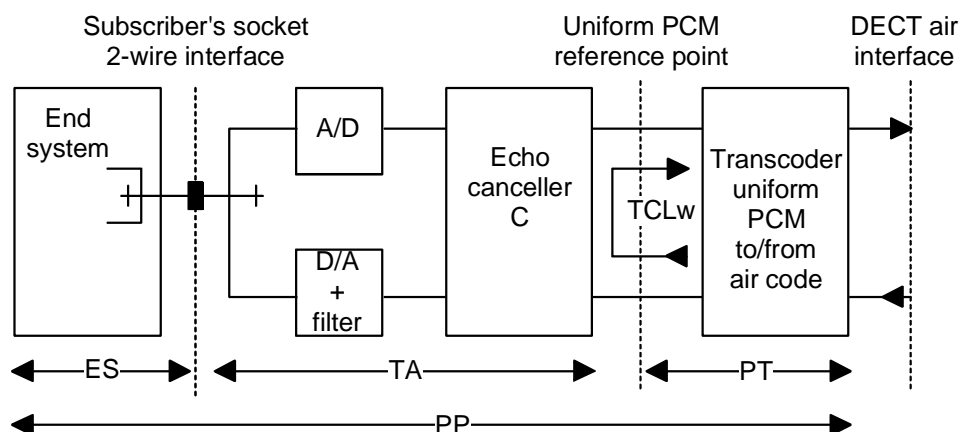 Subscriber's socket
2-wire interface
Uniform PCM
reference point
DECT air
interface
End
system
A/D
D/A
+
filter
Echo
canceller
C
TCLw
Transcoder
uniform
PCM
to/from
air code
ES
TA
PT
PP